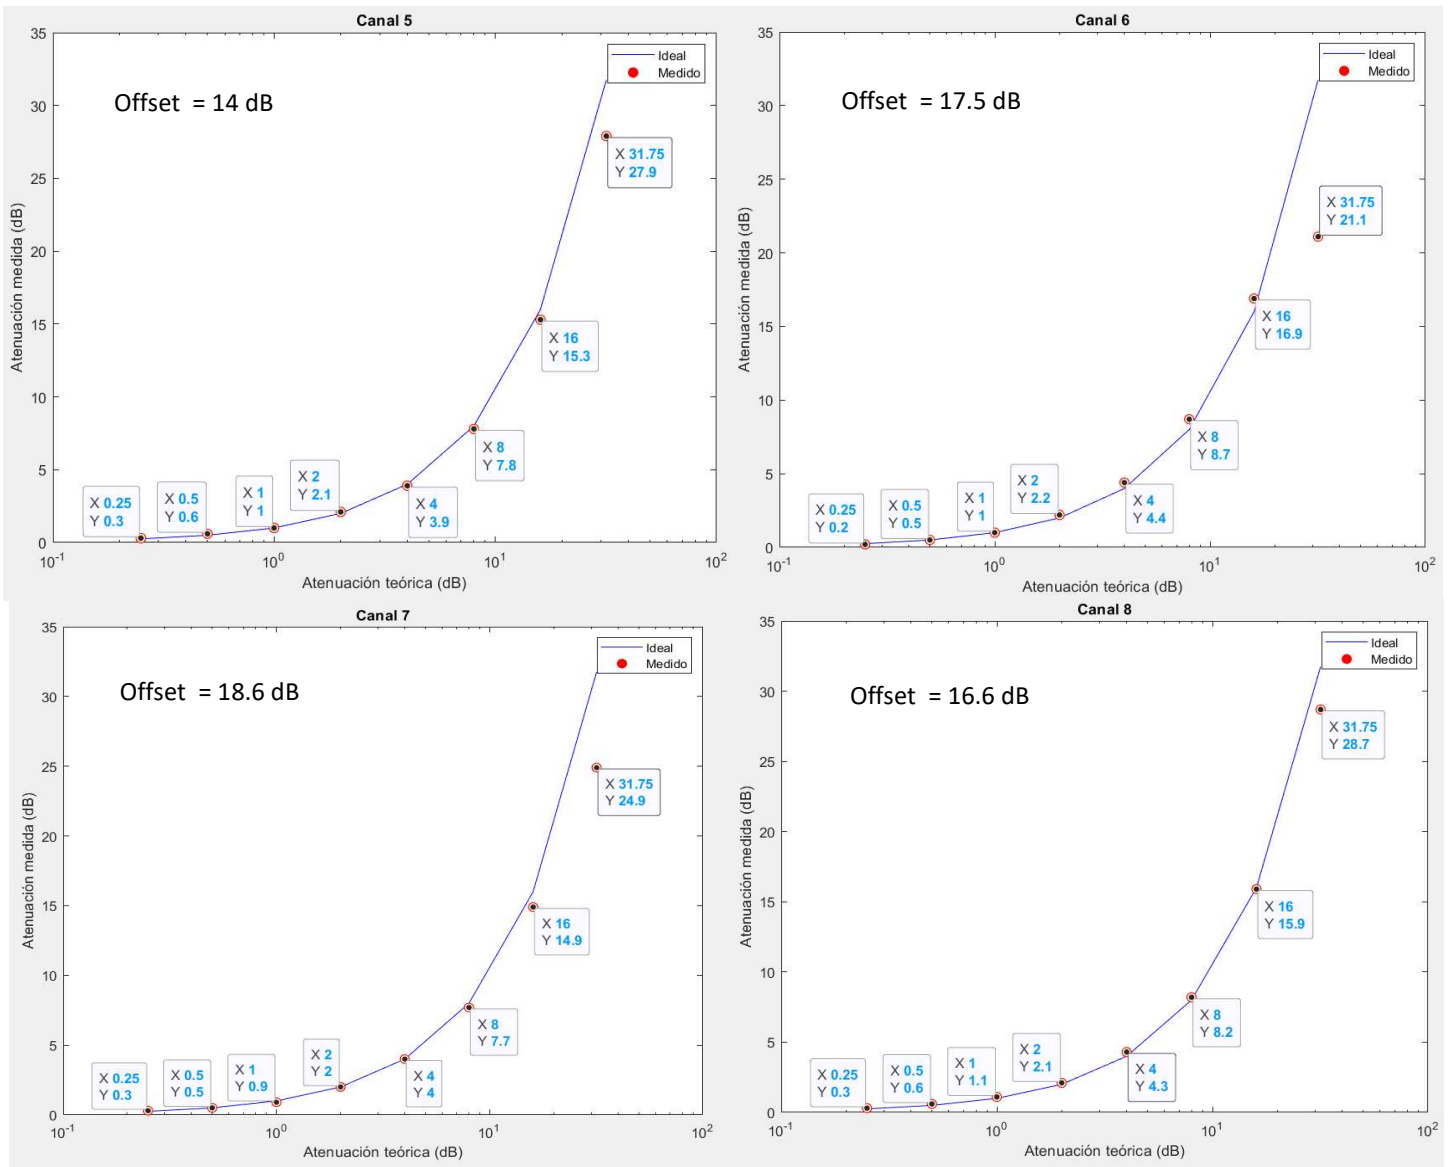 Canal 5
Offset = 14 dB
Ideal
Medido
35
30
25
20
15
10
5
0
Atenuación medida (dB)
X 0.25
Y 0.3
X 0.5
Y 0.6
X 1
Y 1
X 2
Y 2.1
X 4
Y 3.9
X 8
Y 7.8
X 16
Y 15.3
X 31.75
Y 27.9
10-1
100
101
102
Atenuación teórica (dB)
Canal 6
Offset = 17.5 dB
Ideal
Medido
35
30
25
20
15
10
5
0
Atenuación medida (dB)
X 0.25
Y 0.2
X 0.5
Y 0.5
X 1
Y 1
X 2
Y 2.2
X 4
Y 4.4
X 8
Y 8.7
X 16
Y 16.9
X 31.75
Y 21.1
10-1
100
101
102
Atenuación teórica (dB)
Canal 7
Offset = 18.6 dB
Ideal
Medido
35
30
25
20
15
10
5
0
Atenuación medida (dB)
X 0.25
Y 0.3
X 0.5
Y 0.5
X 1
Y 0.9
X 2
Y 2
X 4
Y 4
X 8
Y 7.7
X 16
Y 14.9
X 31.75
Y 24.9
10-1
100
101
102
Atenuación teórica (dB)
Canal 8
Offset = 16.6 dB
Ideal
Medido
35
30
25
20
15
10
5
0
Atenuación medida (dB)
X 0.25
Y 0.3
X 0.5
Y 0.6
X 1
Y 1.1
X 2
Y 2.1
X 4
Y 4.3
X 8
Y 8.2
X 16
Y 15.9
X 31.75
Y 28.7
10-1
100
101
102
Atenuación teórica (dB)